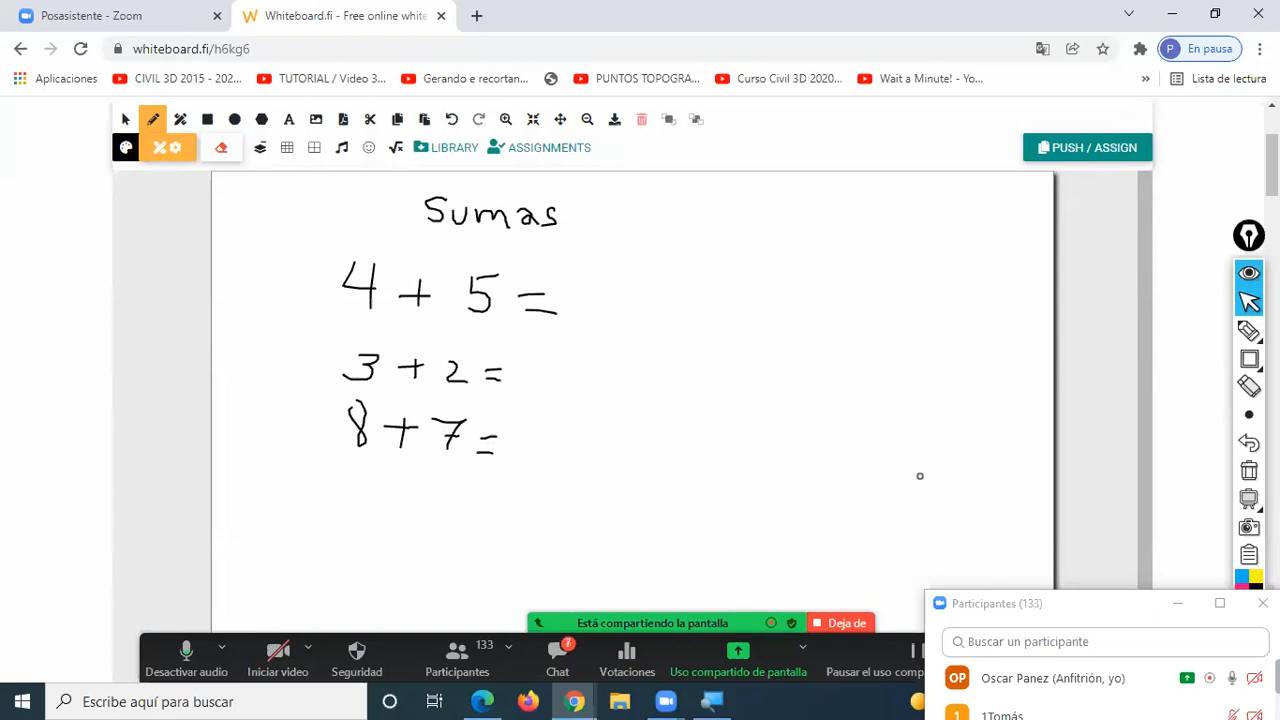 Posasistente - Zoom
Whiteboard.fi - Free online white
whiteboard.fi/h6kg6
En pausa
Aplicaciones
CIVIL 3D 2015 - 202...
TUTORIAL / Video 3...
Gerando e recortan...
PUNTOS TOPOGRA...
Curso Civil 3D 2020...
Wait a Minute! - Yo...
Lista de lectura
LIBRARY
ASSIGNMENTS
PUSH / ASSIGN
Sumas
4 + 5 =
3 + 2 =
8 + 7 =
Está compartiendo la pantalla
Deja de
Desactivar audio
Iniciar video
Seguridad
133
Participantes
7
Chat
Votaciones
Uso compartido de pantalla
Pausar el uso compar
Participantes (133)
Buscar un participante
OP
Oscar Panez (Anfitrión, yo)
1
1Tomás
Escribe aquí para buscar